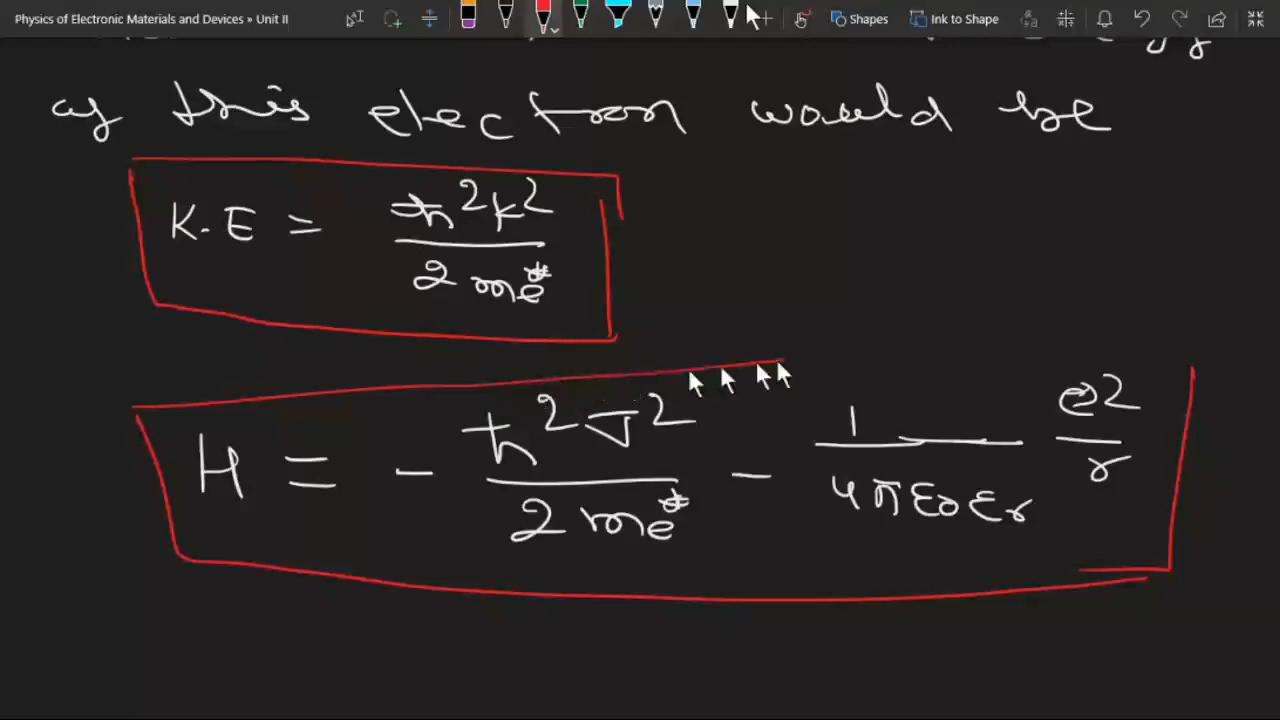 Physics of Electronic Materials and Devices » Unit II
Shapes
Ink to Shape
of this electron would be
K.E = ℏ²k² / 2me*
H = - ℏ²∇² / 2me* - 1 / 4πε0εr e² / r